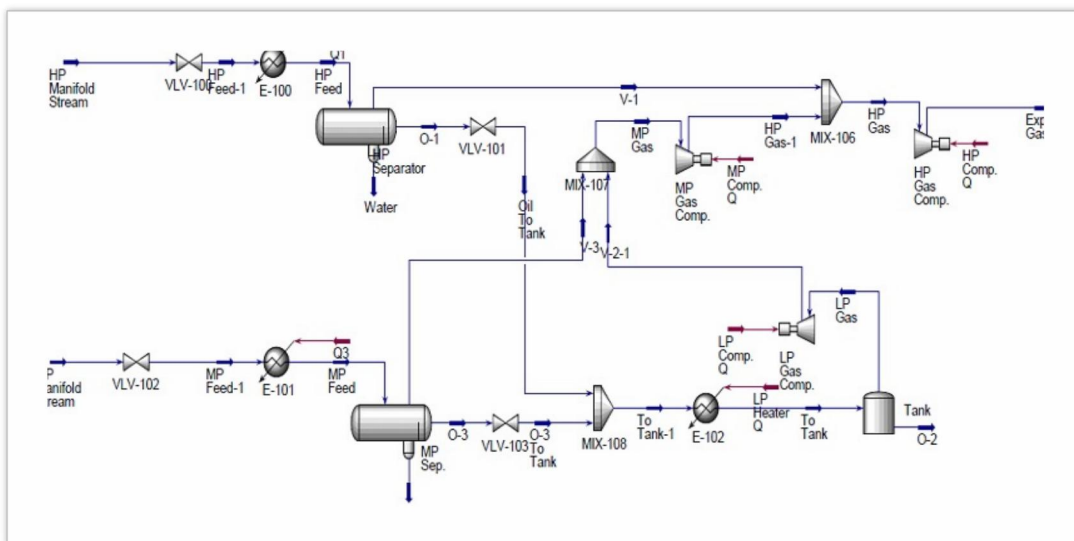 Q1
HP
Manifold
Stream
VLV-100
HP
Feed-1
E-100
HP
Feed
V-1
MIX-106
HP
Gas
HP
Gas
Comp.
HP
Comp.
Q
Exp
Gas
O-1
VLV-101
HP
Separator
Water
Oil
To
Tank
MIX-107
MP
Gas
MP
Gas
Comp.
MP
Comp.
Q
HP
Gas-1
V-3
V-2-1
anifold
ream
VLV-102
MP
Feed-1
E-101
Q3
MP
Feed
MP
Sep.
O-3
VLV-103
O-3
To
Tank
MIX-108
To
Tank-1
E-102
LP
Heater
Q
To
Tank
LP
Comp.
Q
LP
Gas
Comp.
LP
Gas
Tank
O-2